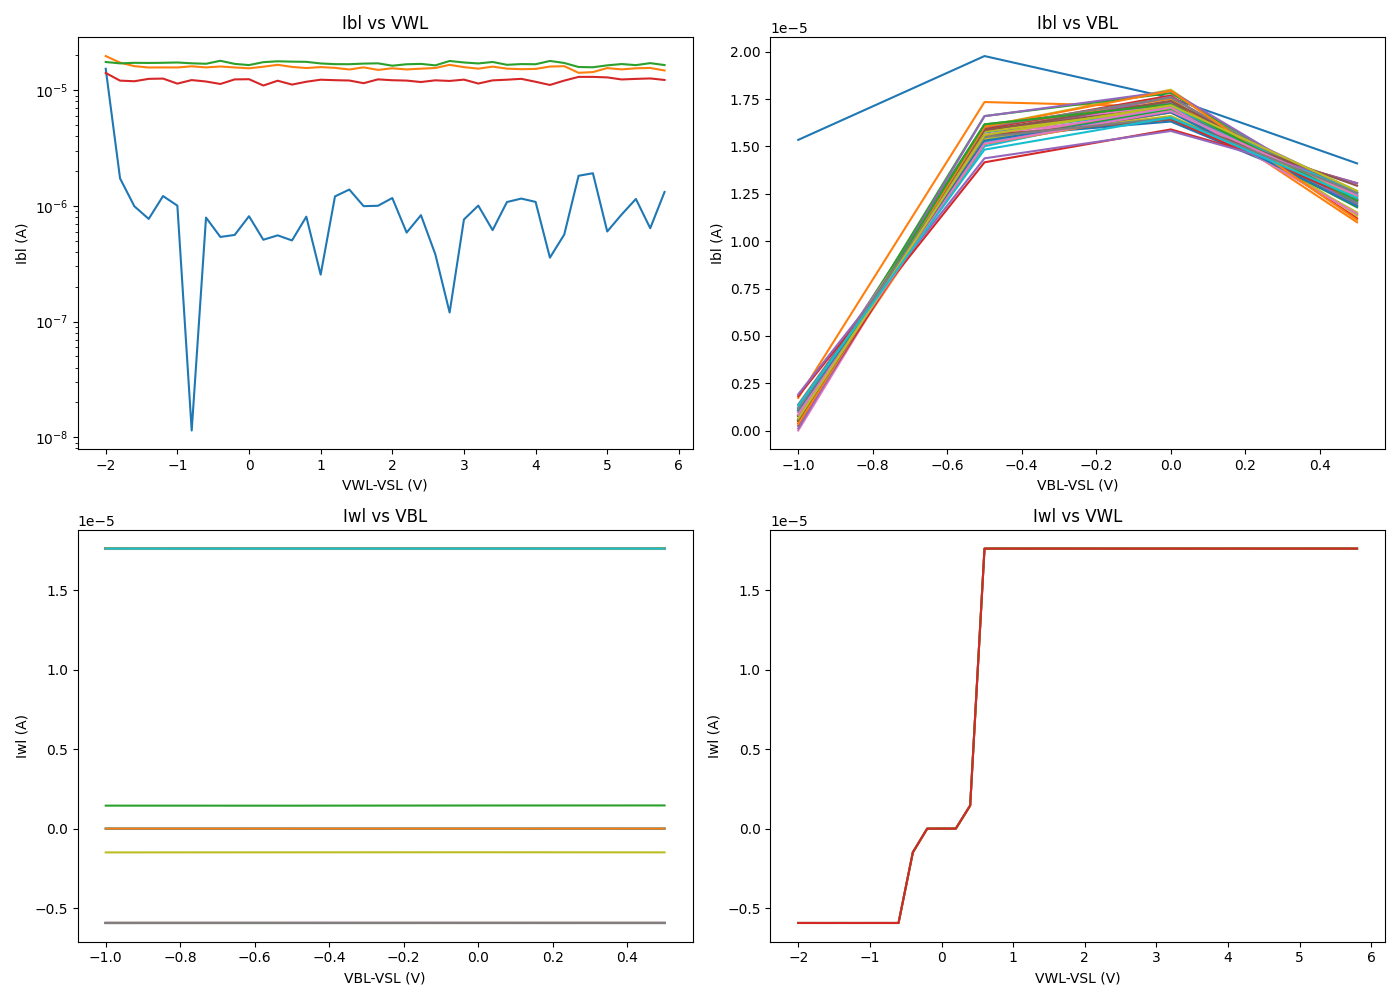 Ibl vs VWL
Ibl (A)
10⁻⁵
10⁻⁶
10⁻⁷
10⁻⁸
−2 −1 0 1 2 3 4 5 6
VWL-VSL (V)
Ibl vs VBL
1e−5
Ibl (A)
2.00
1.75
1.50
1.25
1.00
0.75
0.50
0.25
0.00
−1.0 −0.8 −0.6 −0.4 −0.2 0.0 0.2 0.4
VBL-VSL (V)
Iwl vs VBL
1e−5
Iwl (A)
1.5
1.0
0.5
0.0
−0.5
−1.0 −0.8 −0.6 −0.4 −0.2 0.0 0.2 0.4
VBL-VSL (V)
Iwl vs VWL
1e−5
Iwl (A)
1.5
1.0
0.5
0.0
−0.5
−2 −1 0 1 2 3 4 5 6
VWL-VSL (V)